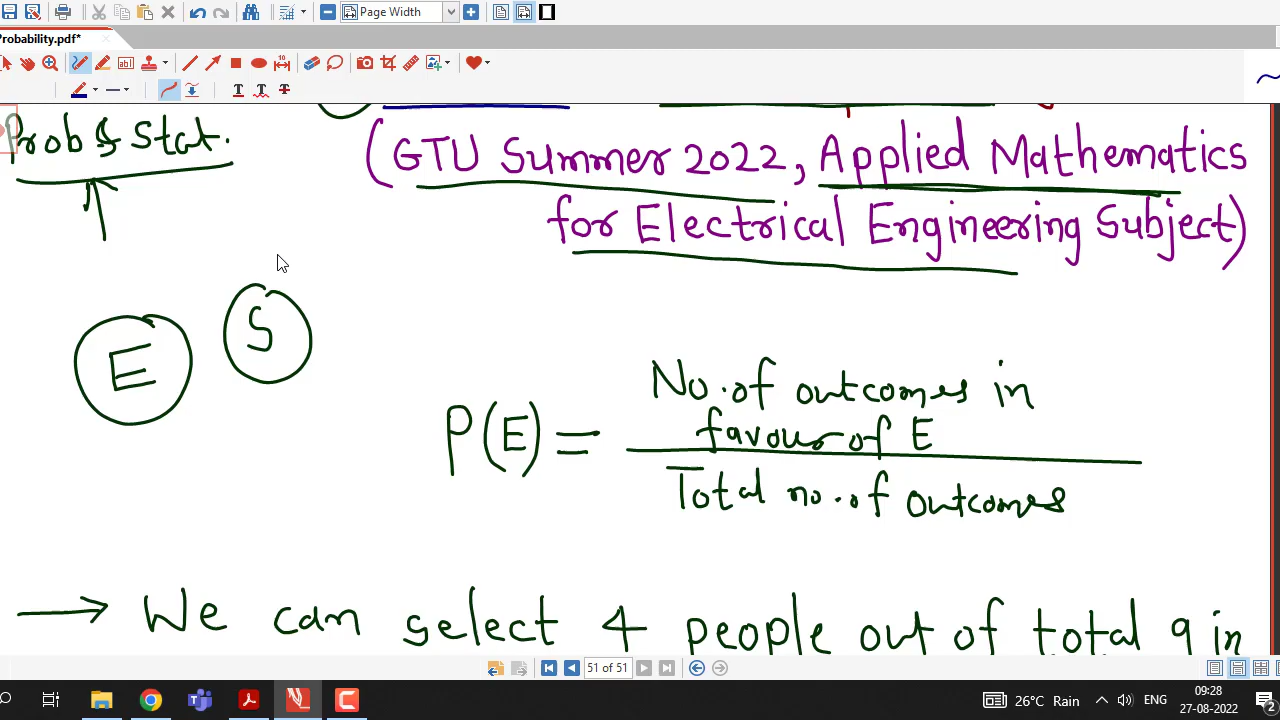 Page Width
Probability.pdf*
Prob & Stat.
(GTU Summer 2022, Applied Mathematics
for Electrical Engineering Subject)
E
S
No. of outcomes in
favour of E
P(E) =
Total no. of outcomes
→ We can select 4 people out of total 9 in
51 of 51
26°C Rain
ENG
09:28
27-08-2022
2